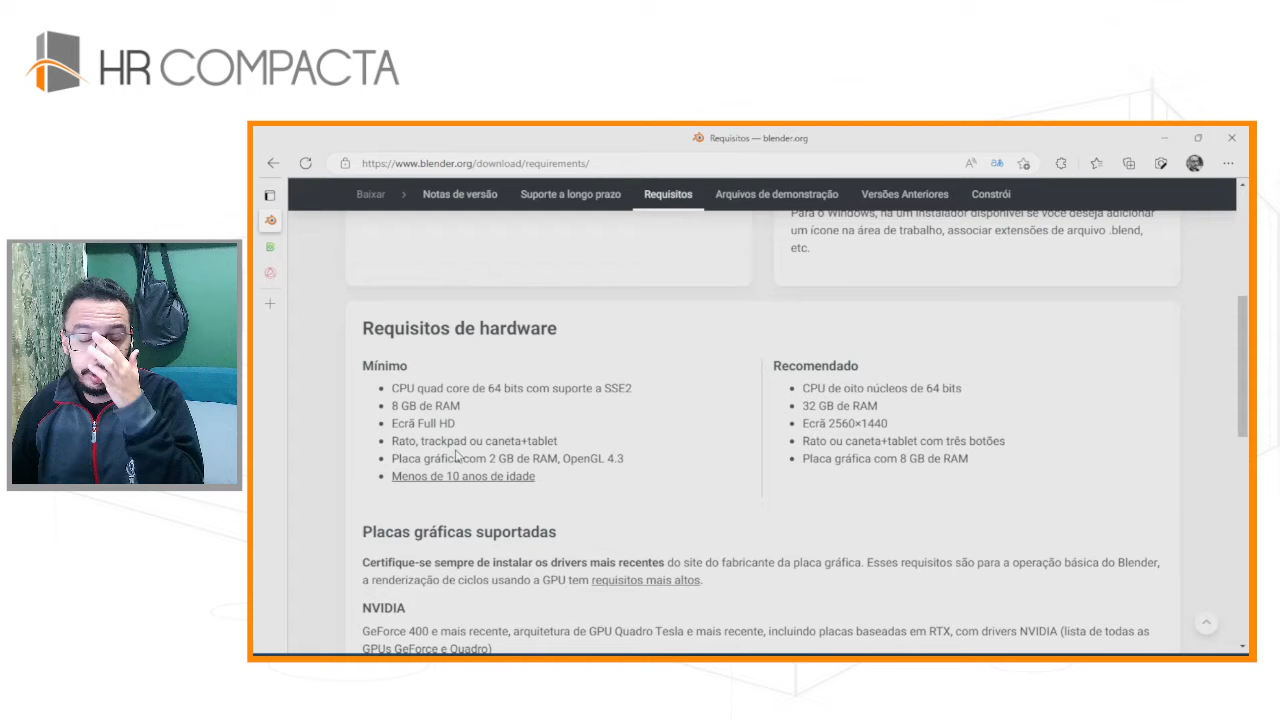 HR COMPACTA
Requisitos — blender.org
https://www.blender.org/download/requirements/
Baixar
Notas de versão
Suporte a longo prazo
Requisitos
Arquivos de demonstração
Versões Anteriores
Constrói
Para o Windows, há um instalador disponível se você deseja adicionar
um ícone na área de trabalho, associar extensões de arquivo .blend,
etc.
Requisitos de hardware
Mínimo
CPU quad core de 64 bits com suporte a SSE2
8 GB de RAM
Ecrã Full HD
Rato, trackpad ou caneta+tablet
Placa gráfica com 2 GB de RAM, OpenGL 4.3
Menos de 10 anos de idade
Recomendado
CPU de oito núcleos de 64 bits
32 GB de RAM
Ecrã 2560×1440
Rato ou caneta+tablet com três botões
Placa gráfica com 8 GB de RAM
Placas gráficas suportadas
Certifique-se sempre de instalar os drivers mais recentes do site do fabricante da placa gráfica. Esses requisitos são para a operação básica do Blender,
a renderização de ciclos usando a GPU tem requisitos mais altos.
NVIDIA
GeForce 400 e mais recente, arquitetura de GPU Quadro Tesla e mais recente, incluindo placas baseadas em RTX, com drivers NVIDIA (lista de todas as
GPUs GeForce e Quadro)